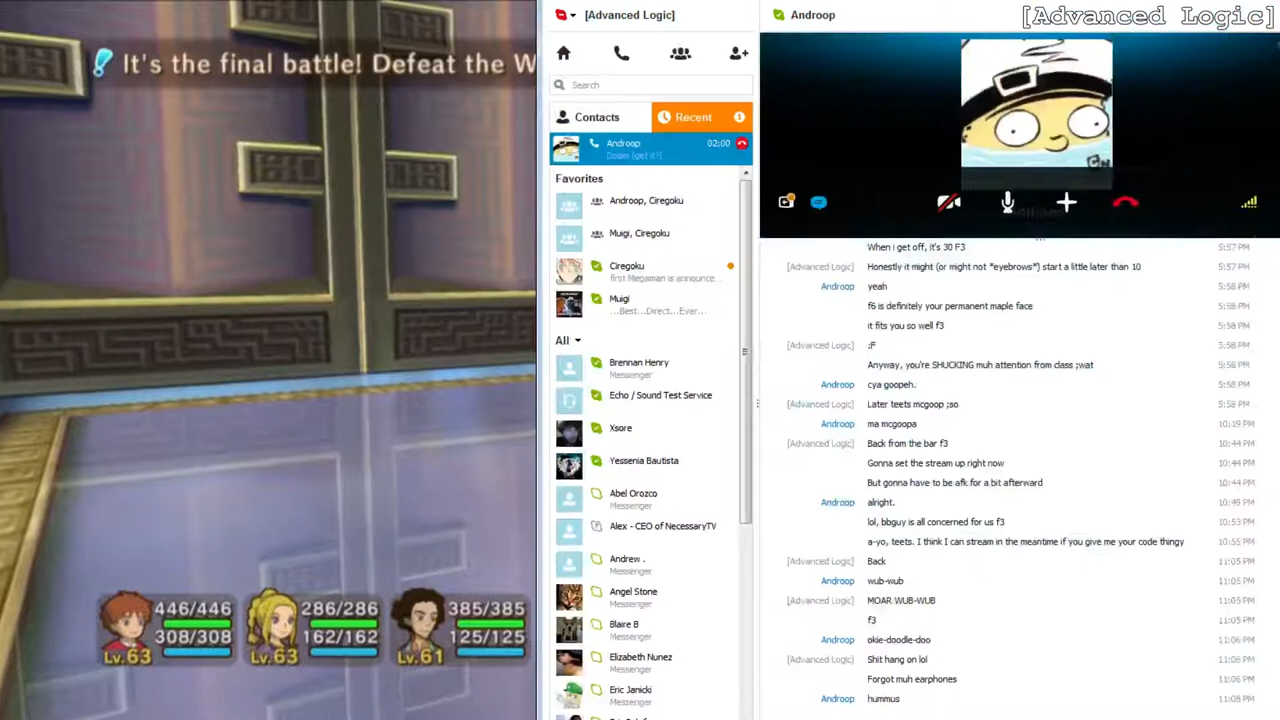 It's the final battle! Defeat the W
446/446
308/308
Lv.63
286/286
162/162
Lv.63
385/385
125/125
Lv.61
[Advanced Logic]
Search
Contacts
Recent
1
Androop
02:00
Doam (get it?)
Favorites
Androop, Ciregoku
Muigi, Ciregoku
Ciregoku
first Megaman is announce...
Muigi
...Best...Direct...Ever...
All
Brennan Henry
Messenger
Echo / Sound Test Service
Xsore
Yessenia Bautista
Abel Orozco
Messenger
Alex - CEO of NecessaryTV
Andrew .
Messenger
Angel Stone
Messenger
Blaire B
Messenger
Elizabeth Nunez
Messenger
Eric Janicki
Messenger
Androop
[Advanced Logic]
CN
When i get off, it's 30 F3 5:57 PM
[Advanced Logic] Honestly it might (or might not *eyebrows*) start a little later than 10 5:57 PM
Androop yeah 5:58 PM
f6 is definitely your permanent maple face 5:58 PM
it fits you so well f3 5:58 PM
[Advanced Logic] ;F 5:58 PM
Anyway, you're SHUCKING muh attention from class ;wat 5:58 PM
Androop cya goopeh. 5:58 PM
[Advanced Logic] Later teets mcgoop ;so 5:58 PM
Androop ma mcgoopa 10:19 PM
[Advanced Logic] Back from the bar f3 10:44 PM
Gonna set the stream up right now 10:44 PM
But gonna have to be afk for a bit afterward 10:44 PM
Androop alright. 10:49 PM
lol, bbguy is all concerned for us f3 10:53 PM
a-yo, teets. I think I can stream in the meantime if you give me your code thingy 10:55 PM
[Advanced Logic] Back 11:05 PM
Androop wub-wub 11:05 PM
[Advanced Logic] MOAR WUB-WUB 11:05 PM
f3 11:05 PM
Androop okie-doodle-doo 11:06 PM
[Advanced Logic] Shit hang on lol 11:06 PM
Forgot muh earphones 11:06 PM
Androop hummus 11:08 PM